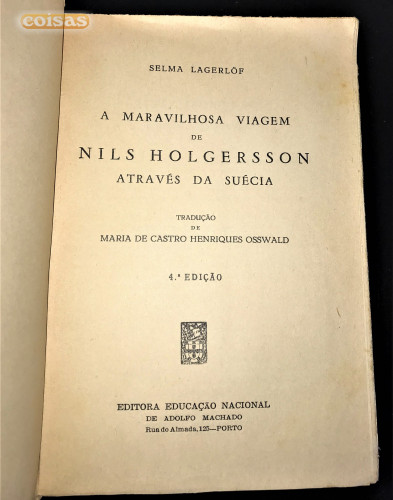 coisas
SELMA LAGERLÖF
A MARAVILHOSA VIAGEM
DE
NILS HOLGERSSON
ATRAVÉS DA SUÉCIA
TRADUÇÃO
DE
MARIA DE CASTRO HENRIQUES OSSWALD
4.ª EDIÇÃO
EDITORA EDUCAÇÃO NACIONAL
DE ADOLFO MACHADO
Rua do Almada, 125—PORTO